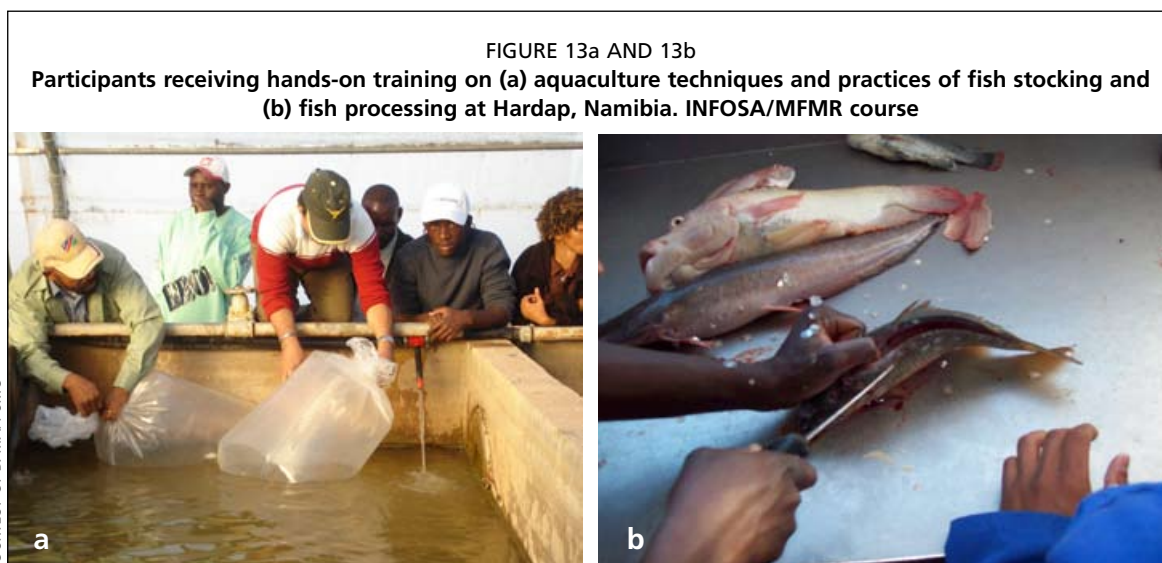 FIGURE 13a AND 13b
Participants receiving hands-on training on (a) aquaculture techniques and practices of fish stocking and
(b) fish processing at Hardap, Namibia. INFOSA/MFMR course
a
b